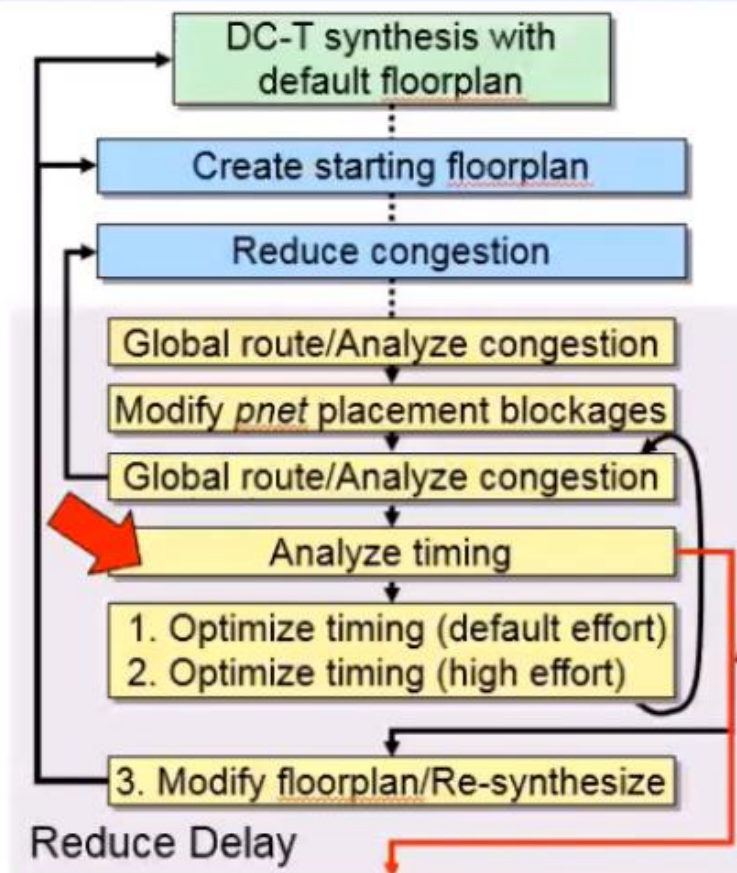 DC-T synthesis with
default floorplan
Create starting floorplan
Reduce congestion
Global route/Analyze congestion
Modify pnet placement blockages
Global route/Analyze congestion
Analyze timing
1. Optimize timing (default effort)
2. Optimize timing (high effort)
3. Modify floorplan/Re-synthesize
Reduce Delay